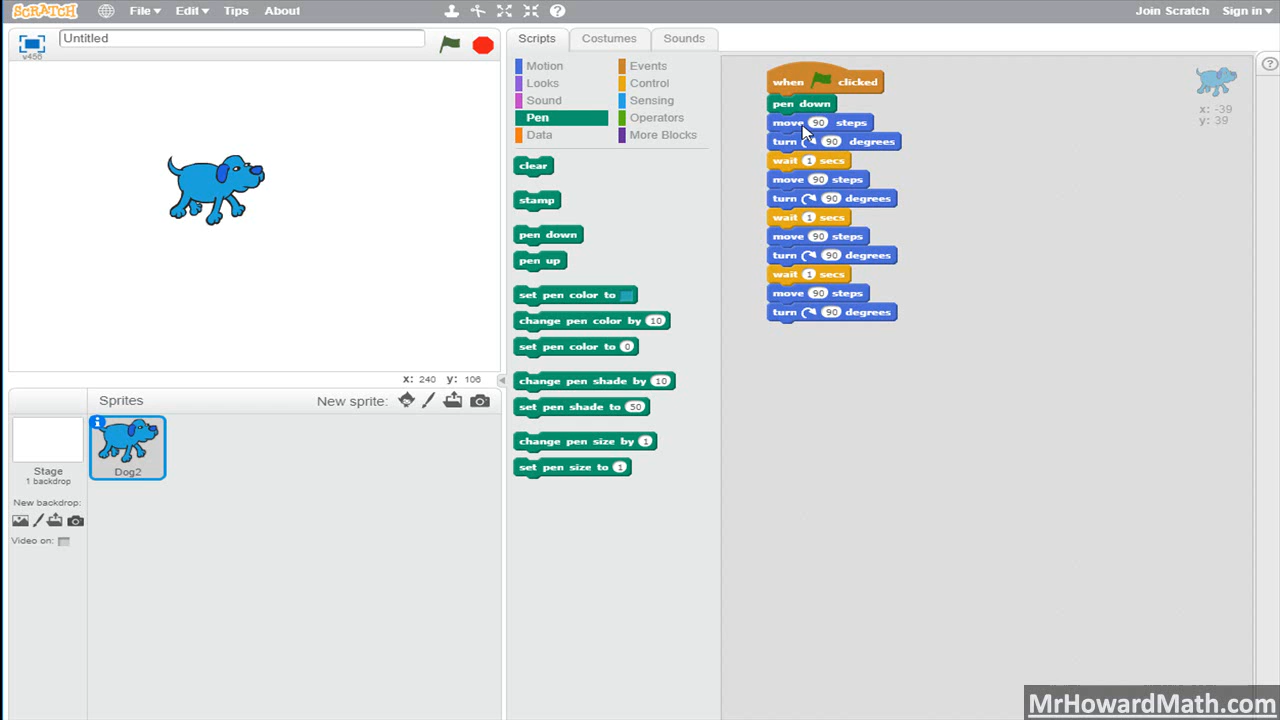 SCRATCH File▾ Edit▾ Tips About Join Scratch Sign in▾
Untitled
v456
Scripts Costumes Sounds
Motion Events
Looks Control
Sound Sensing
Pen Operators
Data More Blocks
clear
stamp
pen down
pen up
set pen color to
change pen color by 10
set pen color to 0
change pen shade by 10
set pen shade to 50
change pen size by 1
set pen size to 1
when clicked
pen down
move 90 steps
turn 90 degrees
wait 1 secs
move 90 steps
turn 90 degrees
wait 1 secs
move 90 steps
turn 90 degrees
wait 1 secs
move 90 steps
turn 90 degrees
x: -39
y: 39
x: 240 y: 106
Sprites New sprite:
Dog2
Stage
1 backdrop
New backdrop:
Video on:
MrHowardMath.com